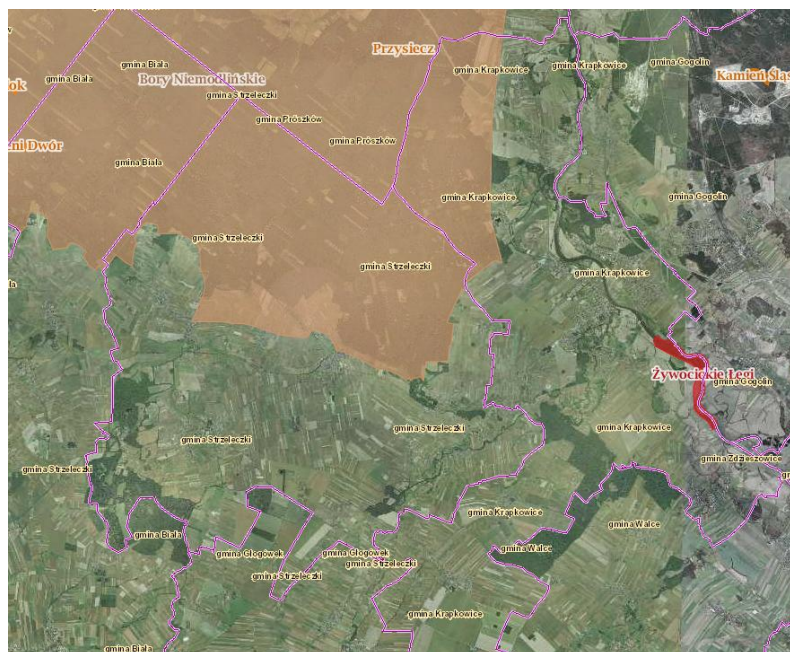 gmina Biała
Przysiecz
gmina Krapkowice
gmina Krapkowice
gmina Gogolin
gmina Biała
Bory Niemodlińskie
Kamień Śląs
ok
gmina Strzeleczki
gmina Prószków
gmina Prószków
ni Dwór
gmina Biała
gmina Krapkowice
gmina Gogolin
gmina Strzeleczki
gmina Strzeleczki
gmina Krapkowice
Żywocickie Łęgi
gmina Gogolin
gmina Strzeleczki
gmina Strzeleczki
gmina Krapkowice
gmina Zdzieszowice
gmina Strzeleczki
gmina Krapkowice
gmina Walce
gmina Biała
gmina Głogówek
gmina Głogówek
gmina Walce
gmina Strzeleczki
gmina Strzeleczki
gmina Krapkowice
gmina Biała